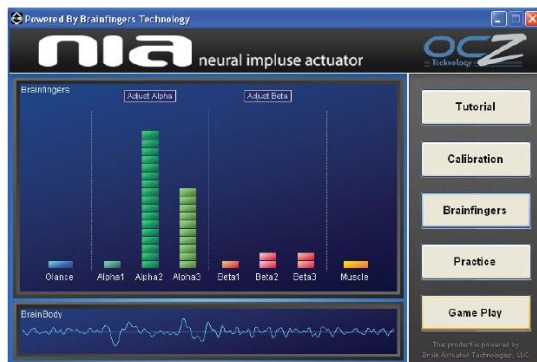 Powered By Brainfingers Technology
nia neural impluse actuator
OCZ
Technology
Brainfingers
Adjust Alpha
Adjust Beta
Glance
Alpha1
Alpha2
Alpha3
Beta1
Beta2
Beta3
Muscle
BrainBody
Tutorial
Calibration
Brainfingers
Practice
Game Play
This product is powered by
Brain Actuated Technologies, LLC